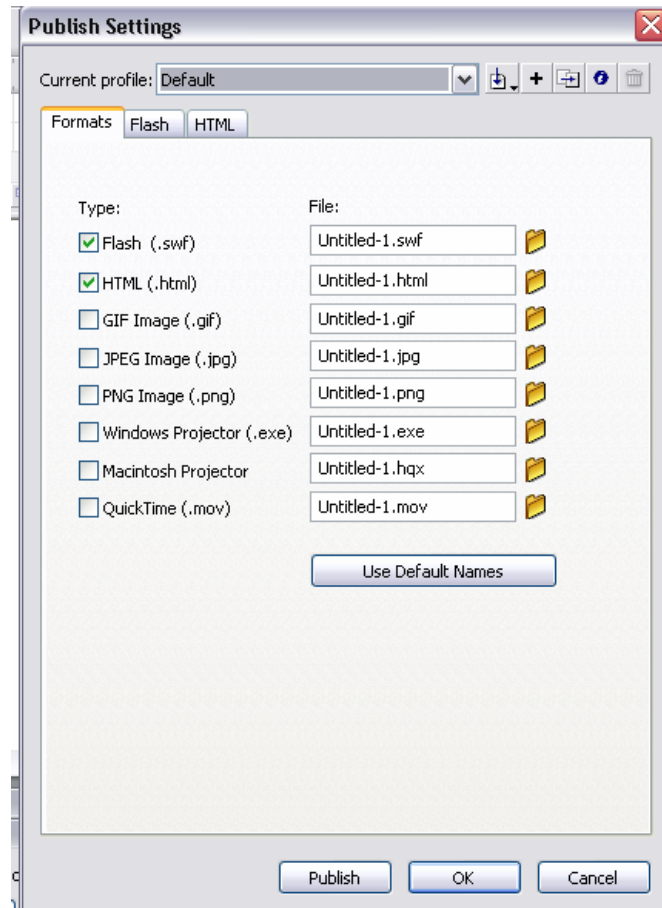 Publish Settings
Current profile: Default
Formats Flash HTML
Type: File:
Flash (.swf) Untitled-1.swf
HTML (.html) Untitled-1.html
GIF Image (.gif) Untitled-1.gif
JPEG Image (.jpg) Untitled-1.jpg
PNG Image (.png) Untitled-1.png
Windows Projector (.exe) Untitled-1.exe
Macintosh Projector Untitled-1.hqx
QuickTime (.mov) Untitled-1.mov
Use Default Names
Publish OK Cancel